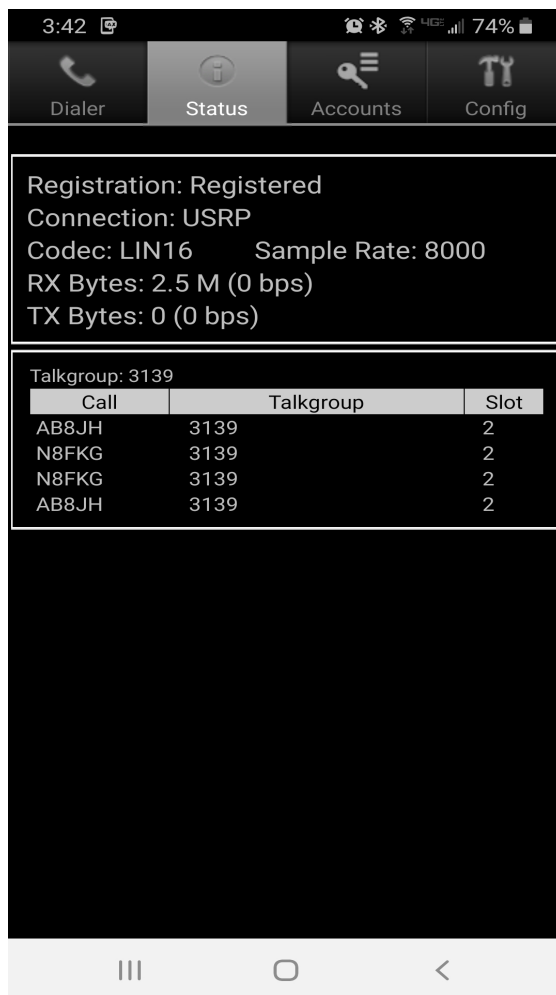 3:42 4GE 74%
Dialer Status Accounts Config
Registration: Registered
Connection: USRP
Codec: LIN16 Sample Rate: 8000
RX Bytes: 2.5 M (0 bps)
TX Bytes: 0 (0 bps)
Talkgroup: 3139
Call Talkgroup Slot
AB8JH 3139 2
N8FKG 3139 2
N8FKG 3139 2
AB8JH 3139 2